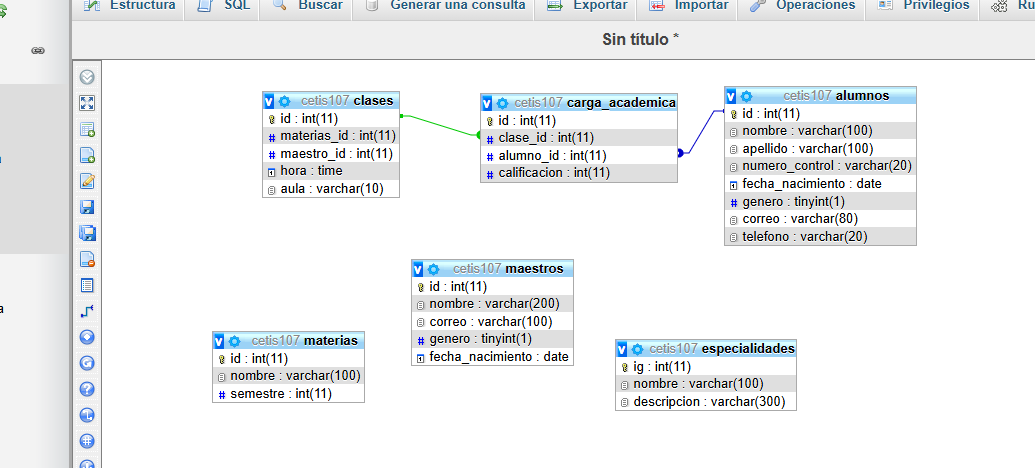 Estructura SQL Buscar Generar una consulta Exportar Importar Operaciones Privilegios
Sin título *
cetis107 clases
id : int(11)
materias_id : int(11)
maestro_id : int(11)
hora : time
aula : varchar(10)
cetis107 carga_academica
id : int(11)
clase_id : int(11)
alumno_id : int(11)
calificacion : int(11)
cetis107 alumnos
id : int(11)
nombre : varchar(100)
apellido : varchar(100)
numero_control : varchar(20)
fecha_nacimiento : date
genero : tinyint(1)
correo : varchar(80)
telefono : varchar(20)
cetis107 maestros
id : int(11)
nombre : varchar(200)
correo : varchar(100)
genero : tinyint(1)
fecha_nacimiento : date
cetis107 materias
id : int(11)
nombre : varchar(100)
semestre : int(11)
cetis107 especialidades
ig : int(11)
nombre : varchar(100)
descripcion : varchar(300)